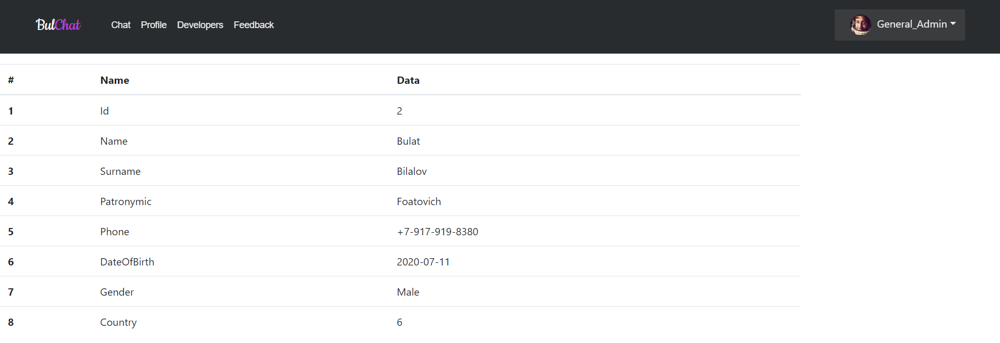 BulChat Chat Profile Developers Feedback General_Admin
# Name Data
1 Id 2
2 Name Bulat
3 Surname Bilalov
4 Patronymic Foatovich
5 Phone +7-917-919-8380
6 DateOfBirth 2020-07-11
7 Gender Male
8 Country 6